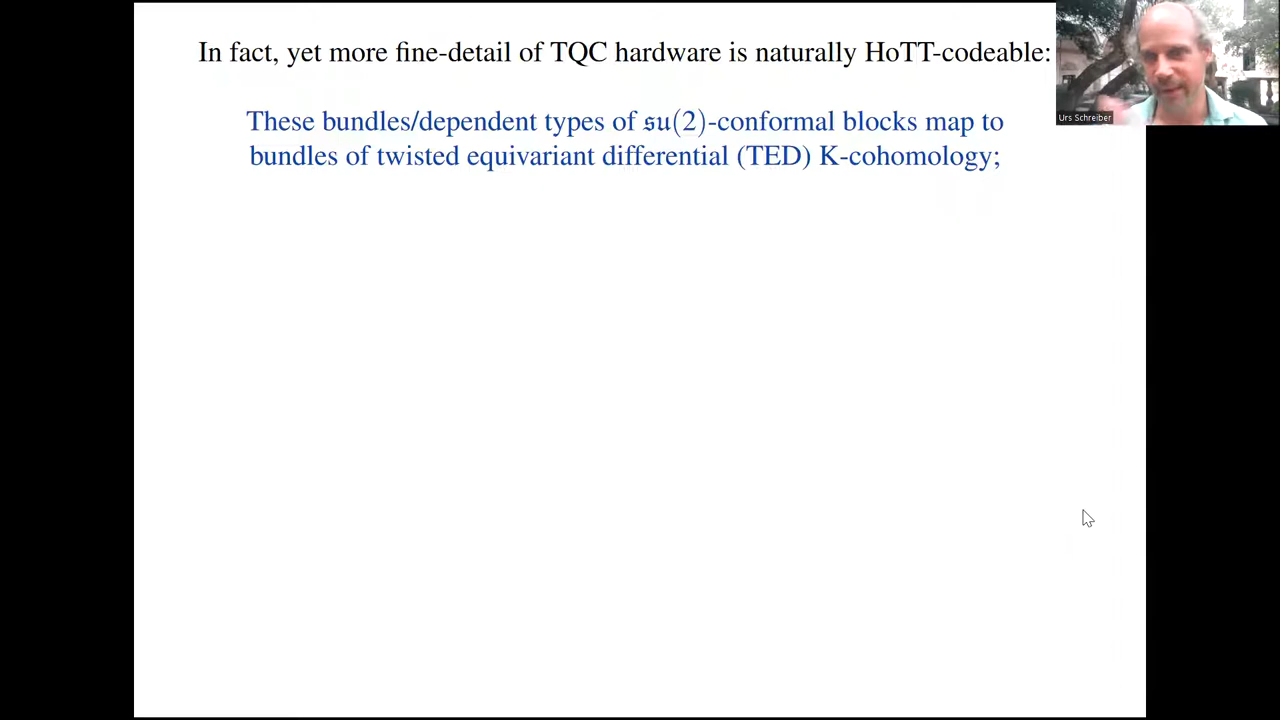 In fact, yet more fine-detail of TQC hardware is naturally HoTT-codeable:
These bundles/dependent types of 𝔰𝔲(2)-conformal blocks map to
bundles of twisted equivariant differential (TED) K-cohomology;
Urs Schreiber